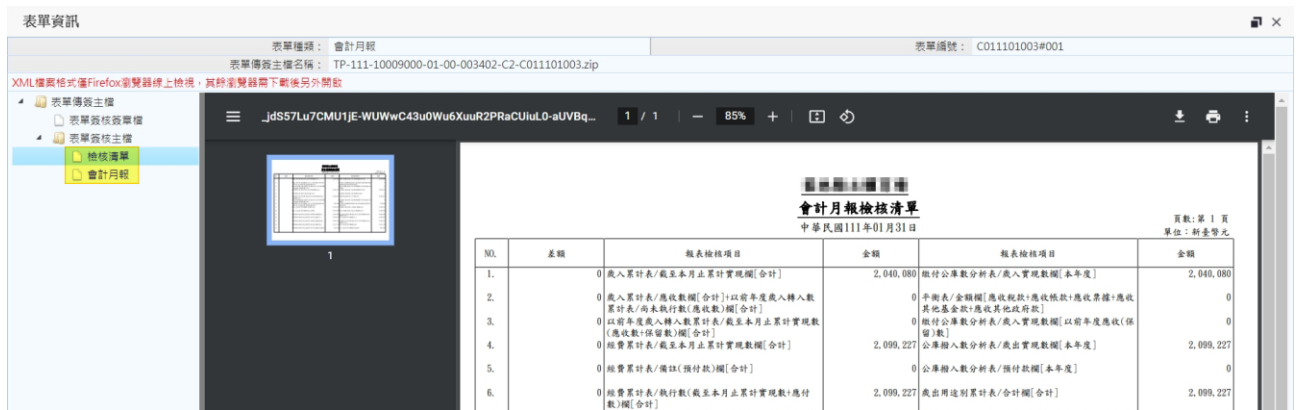 表單資訊
表單種類： 會計月報 表單編號： C011101003#001
表單傳簽主檔名稱： TP-111-10009000-01-00-003402-C2-C011101003.zip
XML檔案格式僅Firefox瀏覽器線上檢視，其餘瀏覽器需下載後另外開啟
表單傳簽主檔
表單簽核簽章檔
表單簽核主檔
檢核清單
會計月報
_jdS57Lu7CMU1jE-WUWwC43u0Wu6XuuR2PRaCUiuL0-aUVBq... 1 / 1 85%
1
會計月報檢核清單
中華民國111年01月31日
頁數：第 1 頁
單位：新臺幣元
NO. 差額 報表檢核項目 金額 報表檢核項目 金額
1. 0 歲入累計表/截至本月止累計實現欄[合計] 2,040,080 繳付公庫數分析表/歲入實現數欄[本年度] 2,040,080
2. 0 歲入累計表/應收數欄[合計]+以前年度歲入轉入數累計表/尚未執行數(應收數)欄[合計] 0 平衡表/金額欄[應收稅款+應收帳款+應收票據+應收其他基金款+應收其他政府款] 0
3. 0 以前年度歲入轉入數累計表/截至本月止累計實現數(應收數+保留數)欄[合計] 0 繳付公庫數分析表/歲入實現數欄[以前年度應收(保留)數] 0
4. 0 經費累計表/截至本月止累計實現數欄[合計] 2,099,227 公庫撥入數分析表/歲出實現數欄[本年度] 2,099,227
5. 0 經費累計表/備註(預付款)欄[合計] 0 公庫撥入數分析表/預付款欄[本年度] 0
6. 0 經費累計表/執行數(截至本月止累計實現數+應付數)欄[合計] 2,099,227 歲出用途別累計表/合計欄[合計] 2,099,227